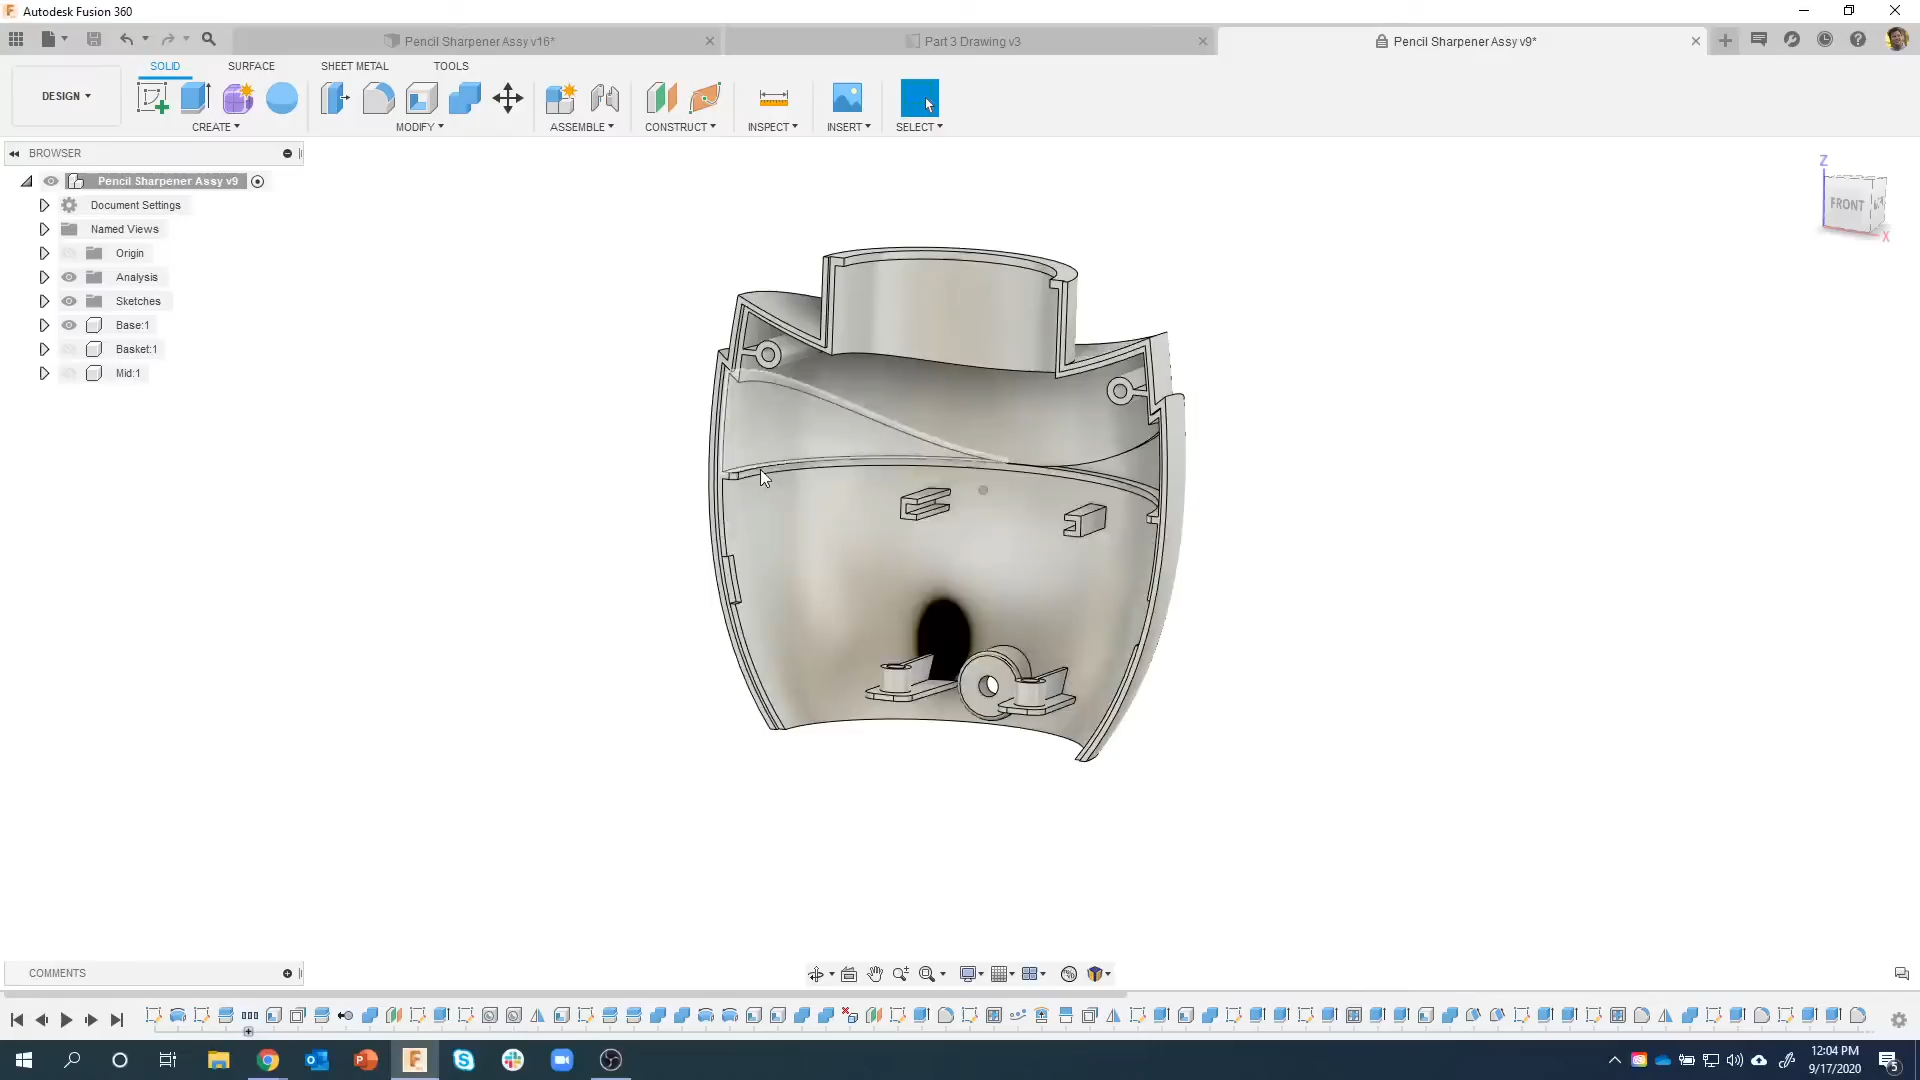 Autodesk Fusion 360
Pencil Sharpener Assy v16*
Part 3 Drawing v3
Pencil Sharpener Assy v9*
DESIGN
SOLID
SURFACE
SHEET METAL
TOOLS
CREATE
MODIFY
ASSEMBLE
CONSTRUCT
INSPECT
INSERT
SELECT
BROWSER
Pencil Sharpener Assy v9
Document Settings
Named Views
Origin
Analysis
Sketches
Base:1
Basket:1
Mid:1
Z
FRONT
X
COMMENTS
12:04 PM
9/17/2020
5